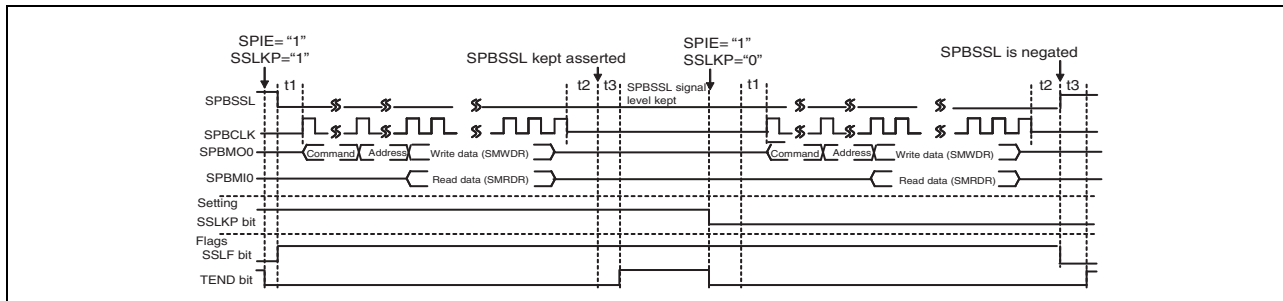 SPIE= “1”
SSLKP=“1”
SPBSSL kept asserted
SPIE= “1”
SSLKP=“0”
SPBSSL is negated
t1
t2
t3
SPBSSL signal
level kept
t1
t2
t3
SPBSSL
SPBCLK
SPBMO0
Command
Address
Write data (SMWDR)
Command
Address
Write data (SMWDR)
SPBMI0
Read data (SMRDR)
Read data (SMRDR)
Setting
SSLKP bit
Flags
SSLF bit
TEND bit